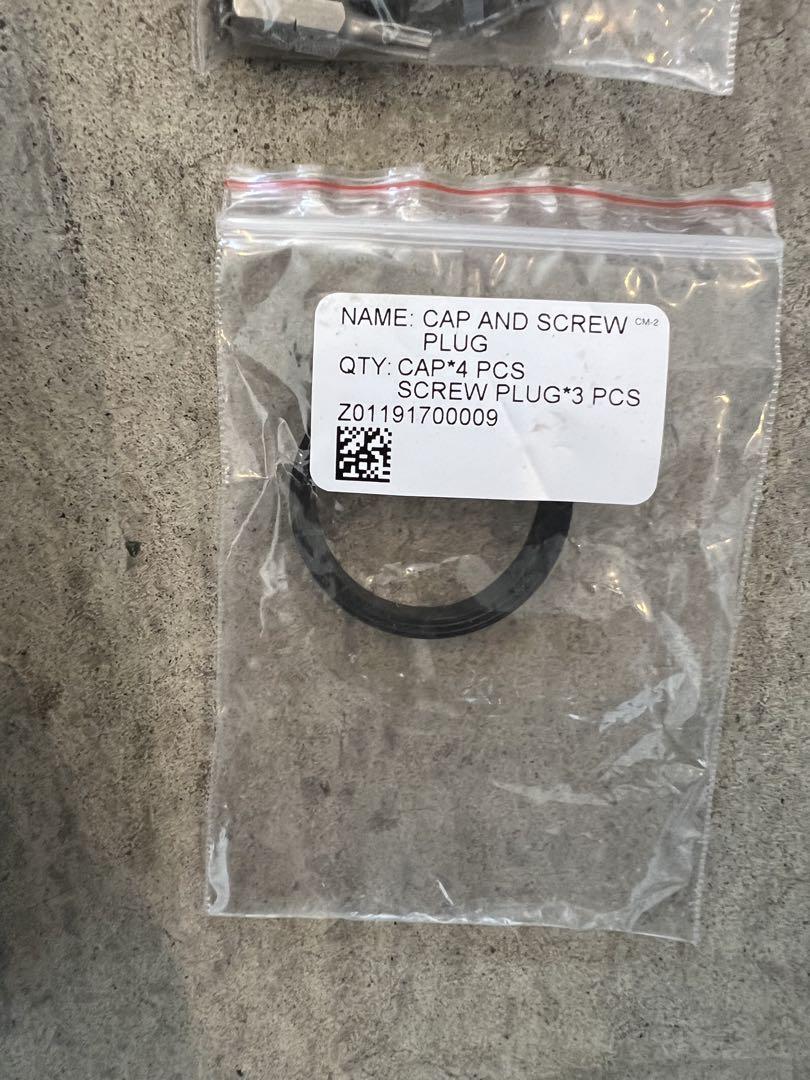 NAME: CAP AND SCREW CM-2
PLUG
QTY: CAP*4 PCS
SCREW PLUG*3 PCS
Z01191700009